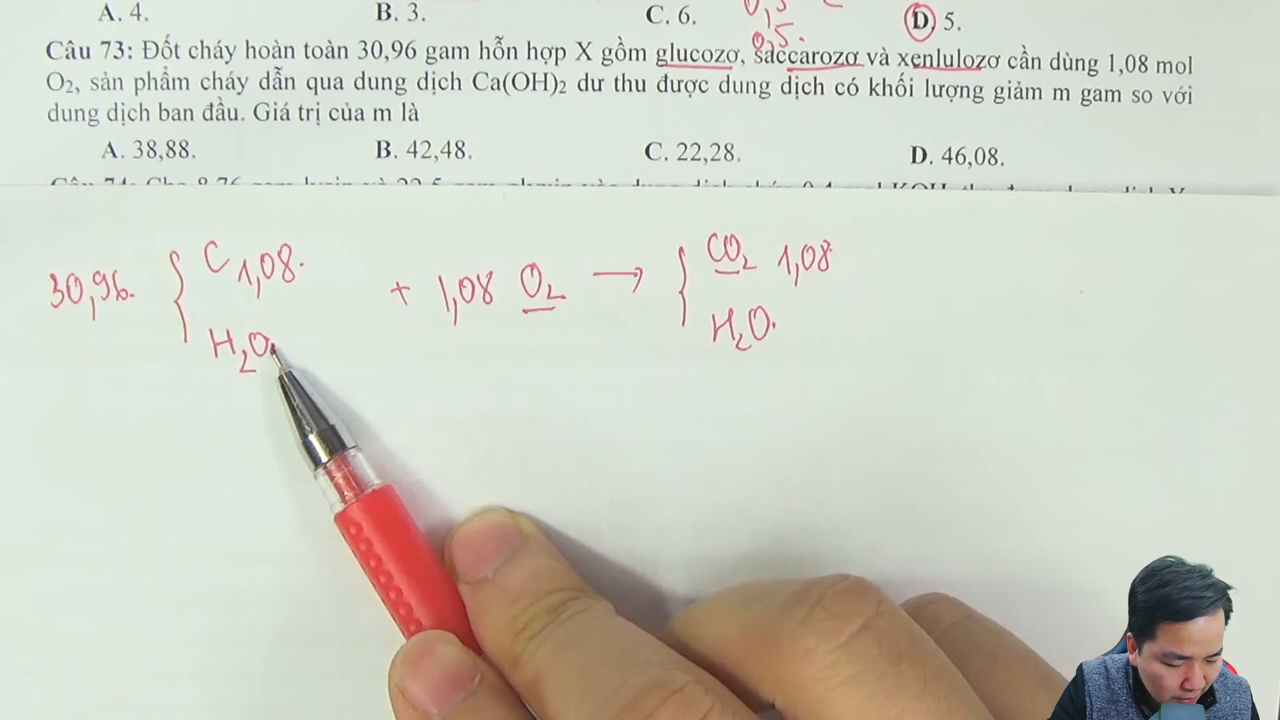 A. 4. B. 3. C. 6. D. 5.
0,5.
Câu 73: Đốt cháy hoàn toàn 30,96 gam hỗn hợp X gồm glucozơ, saccarozơ và xenlulozơ cần dùng 1,08 mol
O2, sản phẩm cháy dẫn qua dung dịch Ca(OH)2 dư thu được dung dịch có khối lượng giảm m gam so với
dung dịch ban đầu. Giá trị của m là
A. 38,88. B. 42,48. C. 22,28. D. 46,08.
C 1,08. CO2 1,08
30,96. + 1,08 O2 →
H2O. H2O.